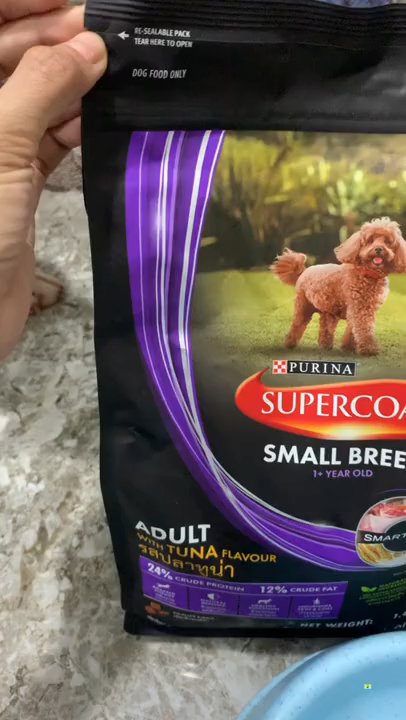 RE-SEALABLE PACK
TEAR HERE TO OPEN
DOG FOOD ONLY
PURINA
SUPERCOA
SMALL BREE
1+ YEAR OLD
SMART
ADULT
WITH TUNA FLAVOUR
รสปลาทูน่า
24% CRUDE PROTEIN 12% CRUDE FAT
NET WEIGHT: